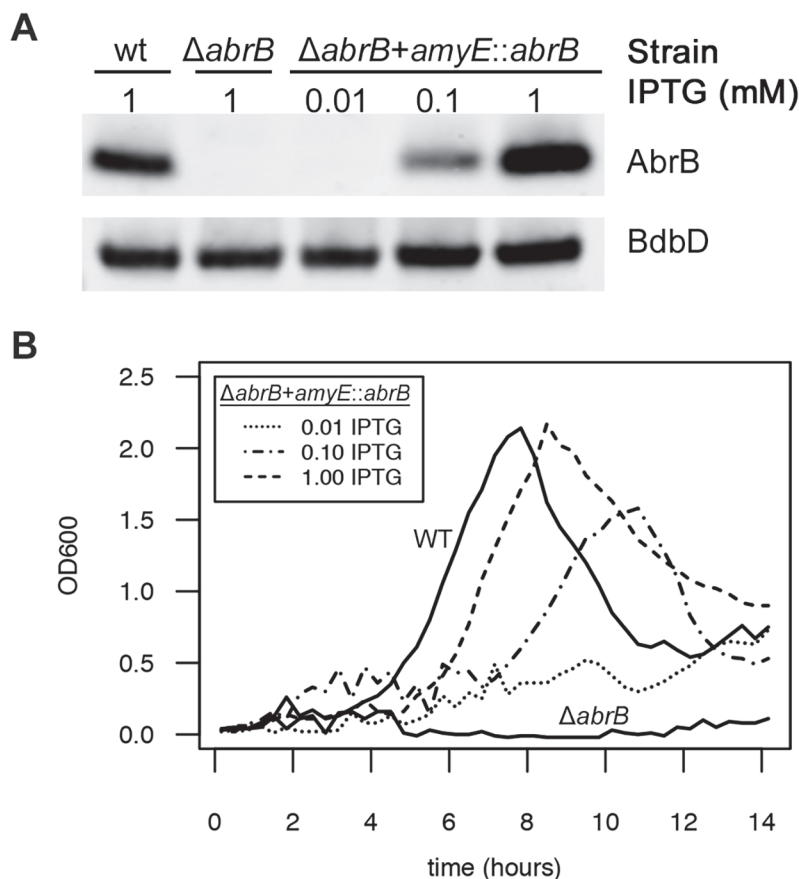 A
wt ΔabrB ΔabrB+amyE::abrB Strain
1 1 0.01 0.1 1 IPTG (mM)
AbrB
BdbD
B
ΔabrB+amyE::abrB
0.01 IPTG
0.10 IPTG
1.00 IPTG
2.5
2.0
1.5
1.0
0.5
0.0
OD600
WT
ΔabrB
0 2 4 6 8 10 12 14
time (hours)